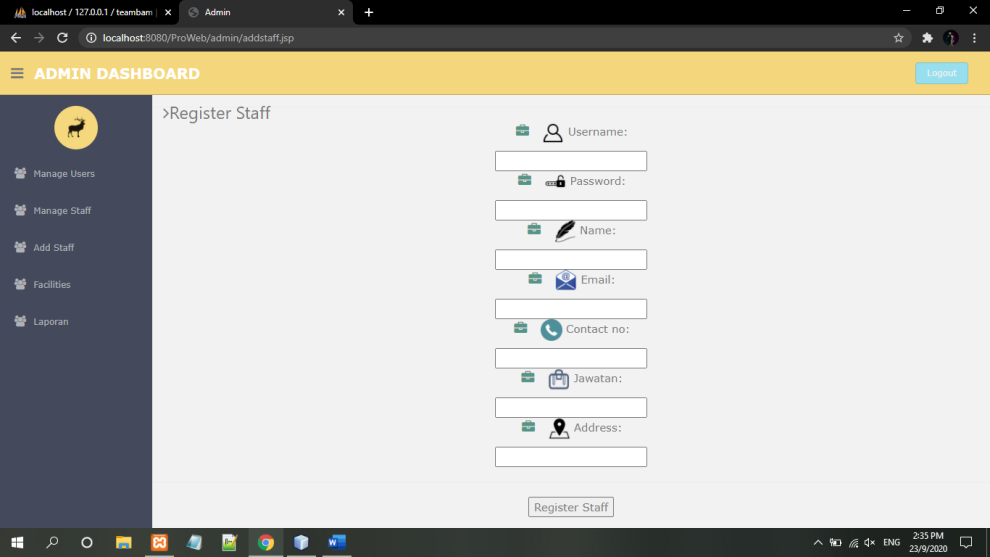 localhost / 127.0.0.1 / teambam
Admin
localhost:8080/ProWeb/admin/addstaff.jsp
ADMIN DASHBOARD
Logout
>Register Staff
Username:
Manage Users
Password:
Manage Staff
Name:
Add Staff
Email:
Facilities
Contact no:
Laporan
Jawatan:
Address:
Register Staff
ENG
2:35 PM
23/9/2020